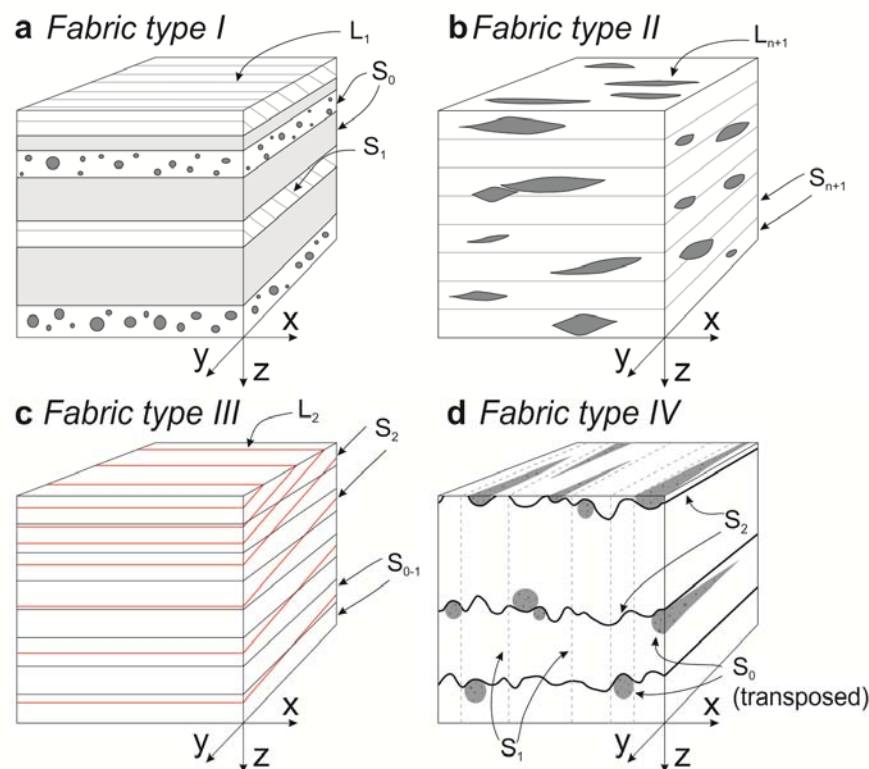 a Fabric type I
L₁
S₀
S₁
x
y
z
b Fabric type II
Lₙ₊₁
Sₙ₊₁
x
y
z
c Fabric type III
L₂
S₂
S₀₋₁
x
y
z
d Fabric type IV
S₂
S₀
(transposed)
S₁
x
y
z